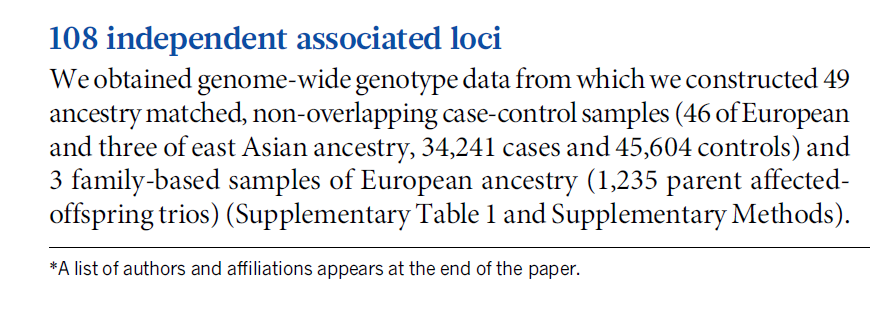 108 independent associated loci
We obtained genome-wide genotype data from which we constructed 49
ancestry matched, non-overlapping case-control samples (46 of European
and three of east Asian ancestry, 34,241 cases and 45,604 controls) and
3 family-based samples of European ancestry (1,235 parent affected-
offspring trios) (Supplementary Table 1 and Supplementary Methods).
*A list of authors and affiliations appears at the end of the paper.